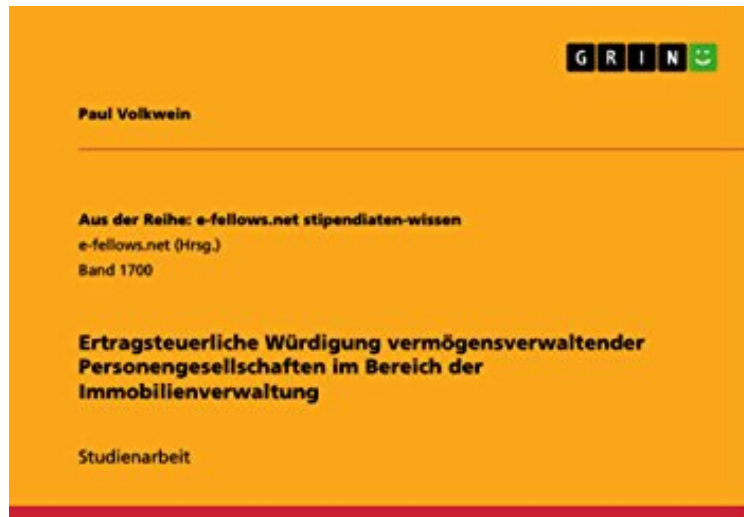 GRIN
Paul Volkwein
Aus der Reihe: e-fellows.net stipendiaten-wissen
e-fellows.net (Hrsg.)
Band 1700
Ertragsteuerliche Würdigung vermögensverwaltender
Personengesellschaften im Bereich der
Immobilienverwaltung
Studienarbeit